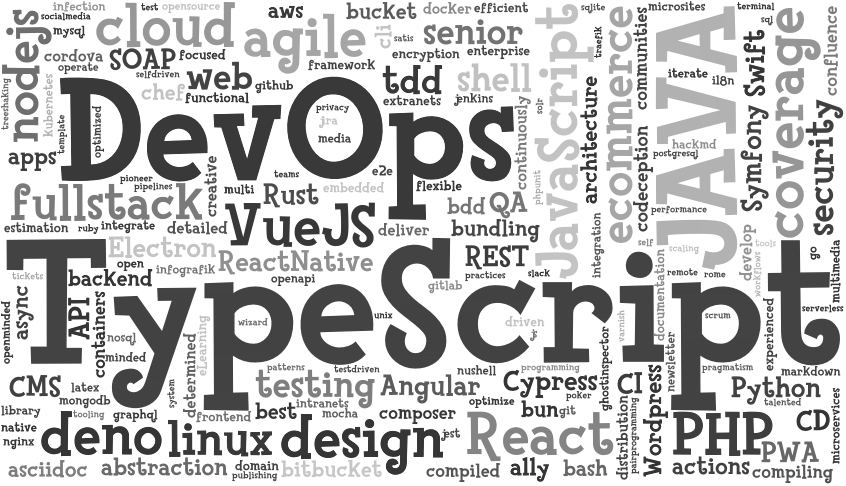 infection
test
opensource
aws
bucket
docker
efficient
sqlite
microsites
terminal
sql
socialmedia
mysql
cloud
agile
cli
satis
senior
traefik
JavaScript
ecommerce
communities
JAVA
coverage
confluence
nodejs
cordova
SOAP
focused
encryption
enterprise
operate
selfdriven
web
framework
tdd
shell
iterate
i18n
Swift
treeshaking
kubernetes
chef
functional
github
extranets
jenkins
continuously
solr
architecture
Symfony
security
template
optimized
DevOps
privacy
jra
media
hackmd
postgresql
apps
pioneer
pipelines
creative
multi
teams
Rust
embedded
e2e
flexible
phpunit
codeception
fullstack
VueJS
bdd
QA
performance
estimation
ruby
integrate
detailed
deliver
bundling
integration
self
scaling
develop
tools
workflows
go
multimedia
Electron
open
infografik
ReactNative
REST
practices
slack
documentation
remote
rome
tickets
backend
openapi
gitlab
TypeScript
openminded
async
API
containers
nosql
minded
wizard
unix
driven
js
varnish
scrum
experienced
serverless
determined
eLearning
ghostinspector
newsletter
patterns
testdriven
nushell
programming
pragmatism
markdown
CMS
latex
mongodb
system
testing
Angular
Cypress
poker
CI
Wordpress
Python
talented
library
tooling
graphql
frontend
best
intranets
mocha
composer
optimize
bun
git
distribution
pairprogramming
CD
microservices
native
nginx
deno
linux
design
jest
React
PHP
PWA
asciidoc
abstraction
domain
publishing
bitbucket
compiled
ally
bash
actions
compiling